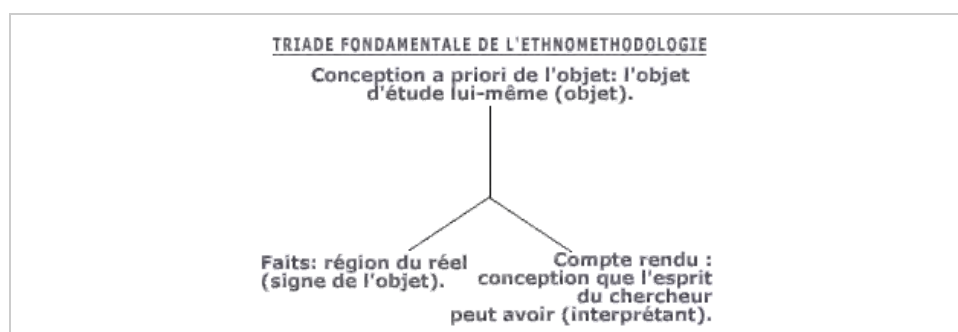 TRIADE FONDAMENTALE DE L'ETHNOMETHODOLOGIE
Conception a priori de l'objet: l'objet
d'étude lui-même (objet).
Faits: région du réel
(signe de l'objet).
Compte rendu :
conception que l'esprit
du chercheur
peut avoir (interprétant).